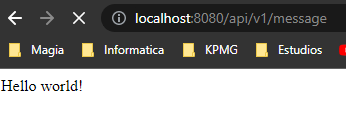 localhost:8080/api/v1/message
Magia Informatica KPMG Estudios
Hello world!